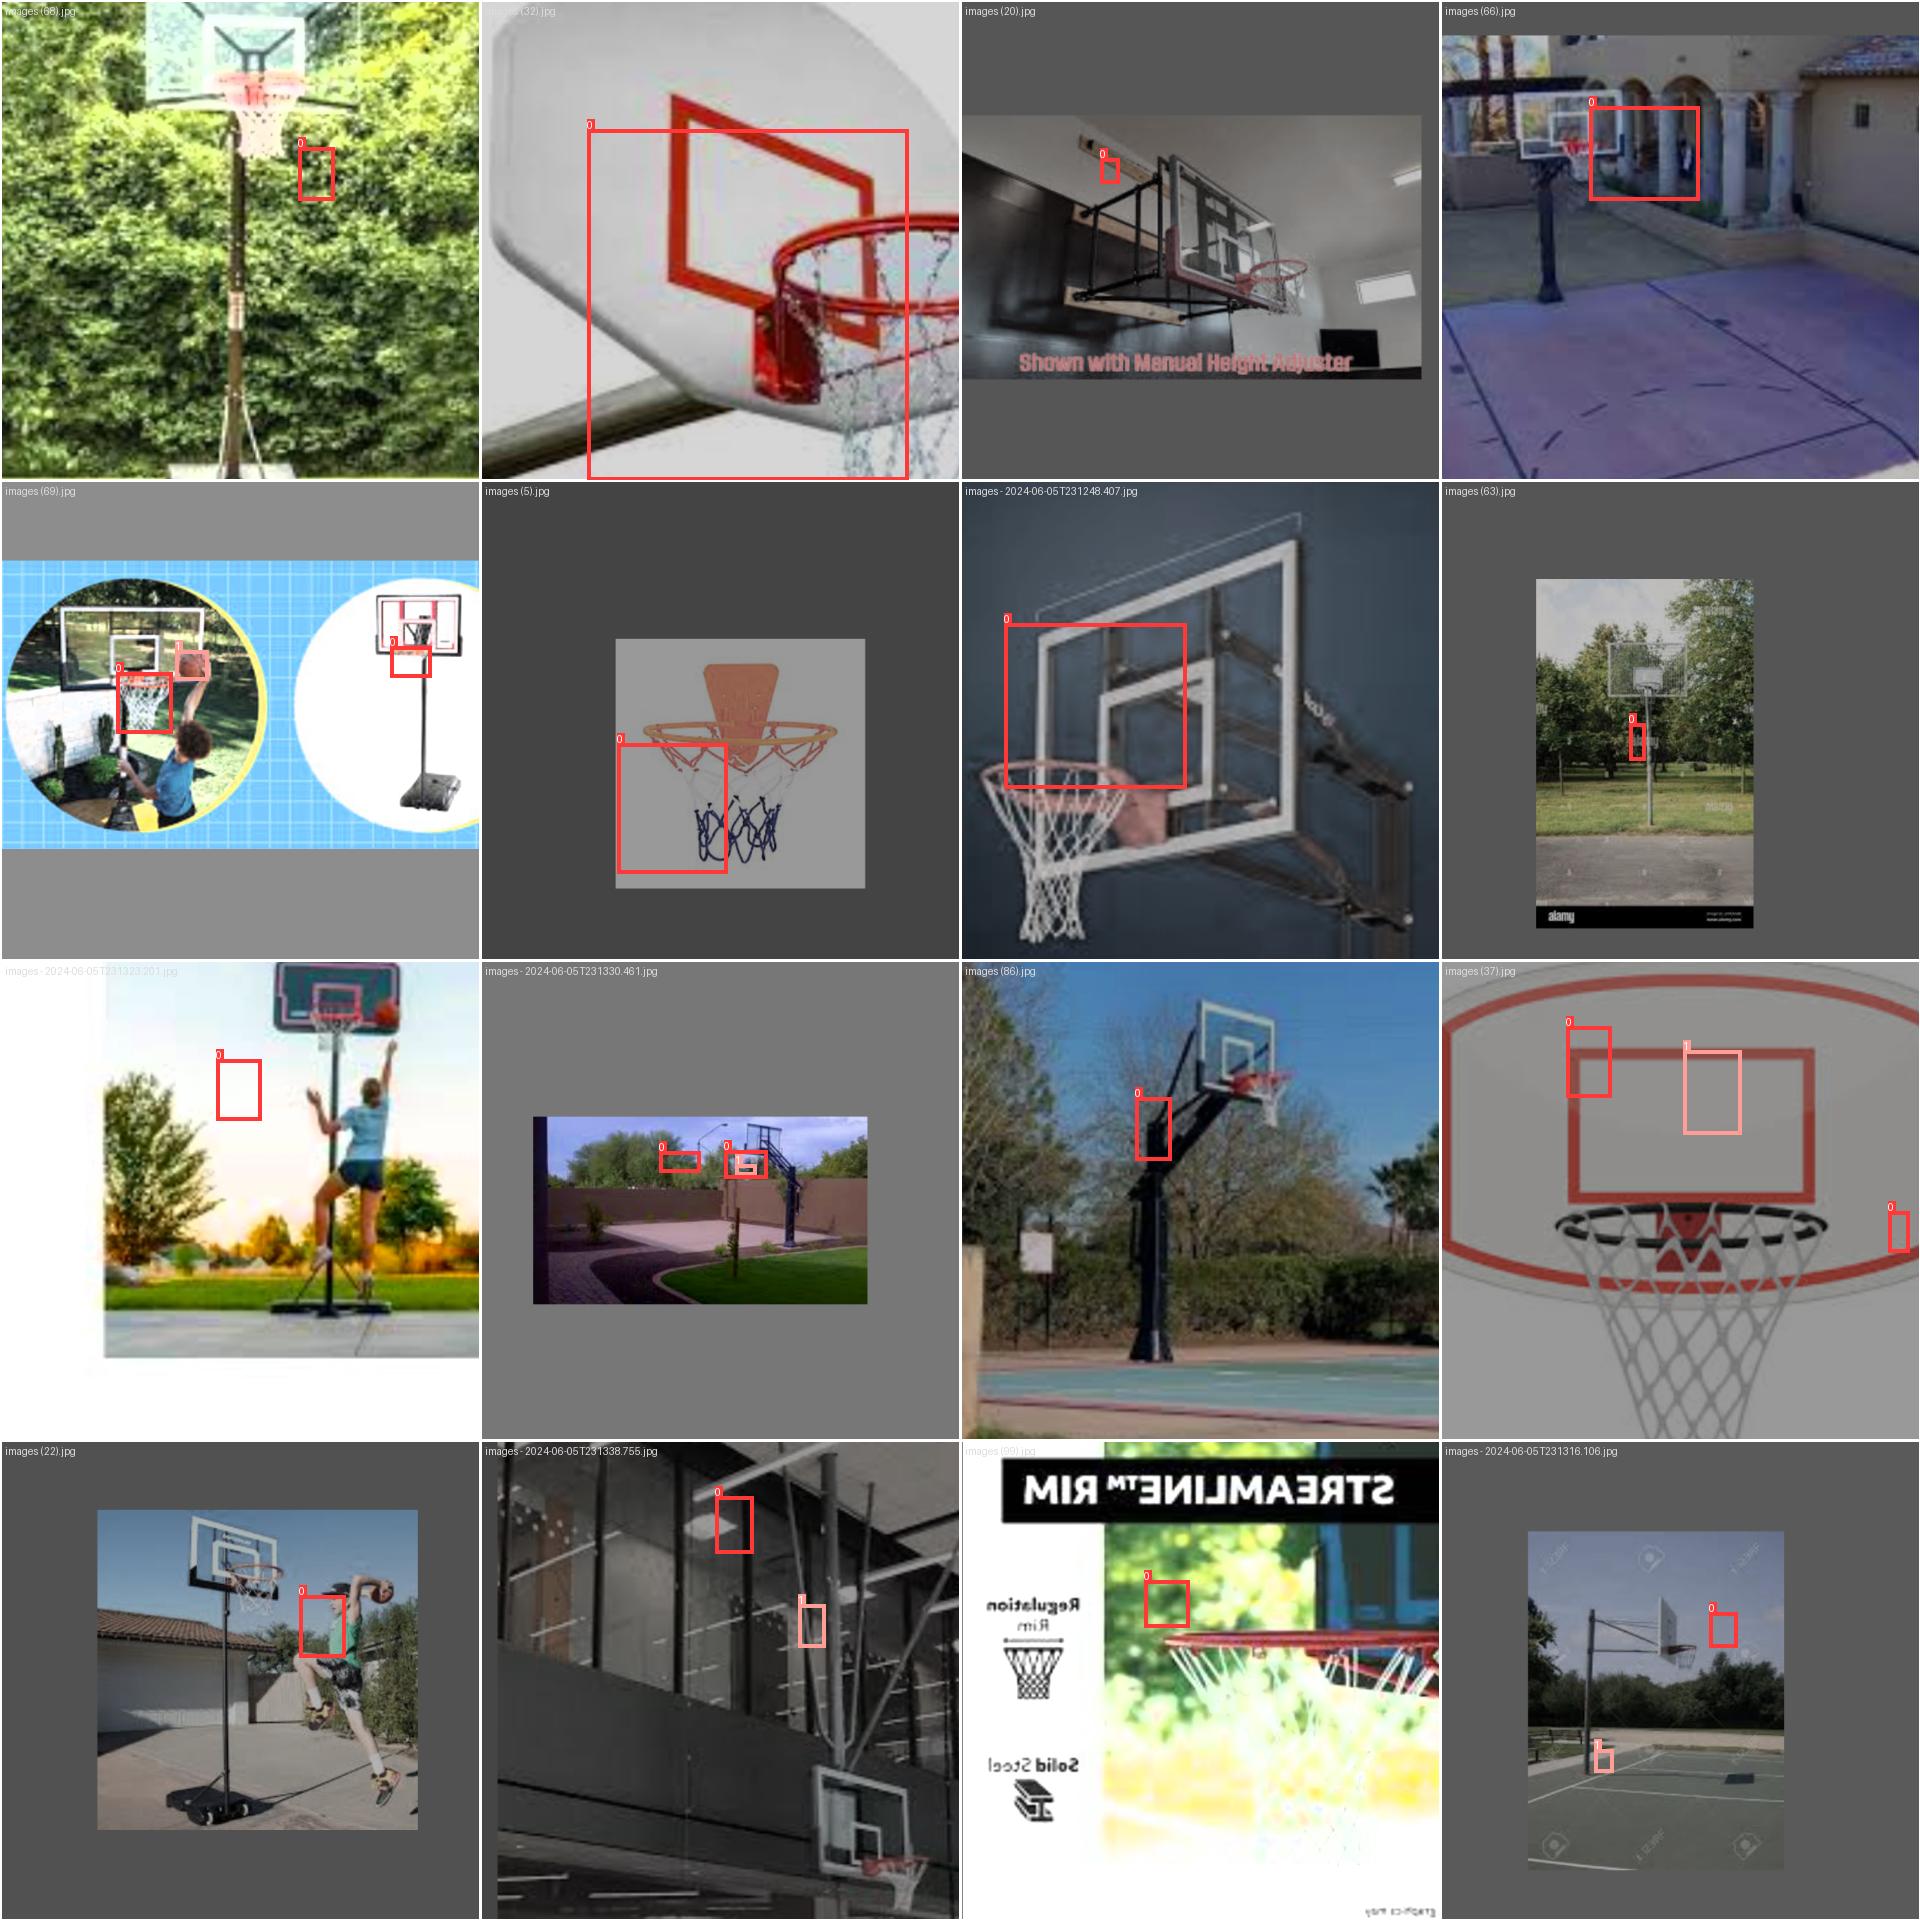 images (68).jpg
images (32).jpg
images (20).jpg
images (66).jpg
0
0
0
0
Shown with Manual Height Adjuster
images (69).jpg
images (5).jpg
images - 2024-06-05T231248.407.jpg
images (63).jpg
0
0
1
0
0
0
0
alamy
alamy
images - 2024-06-05T231323.201.jpg
images - 2024-06-05T231330.461.jpg
images (86).jpg
images (37).jpg
0
0
0
1
0
0
1
0
images (22).jpg
images - 2024-06-05T231338.755.jpg
images (99).jpg
images - 2024-06-05T231316.106.jpg
STREAMLINE™ RIM
0
1
0
0
Regulation
Rim
0
1
Solid Steel